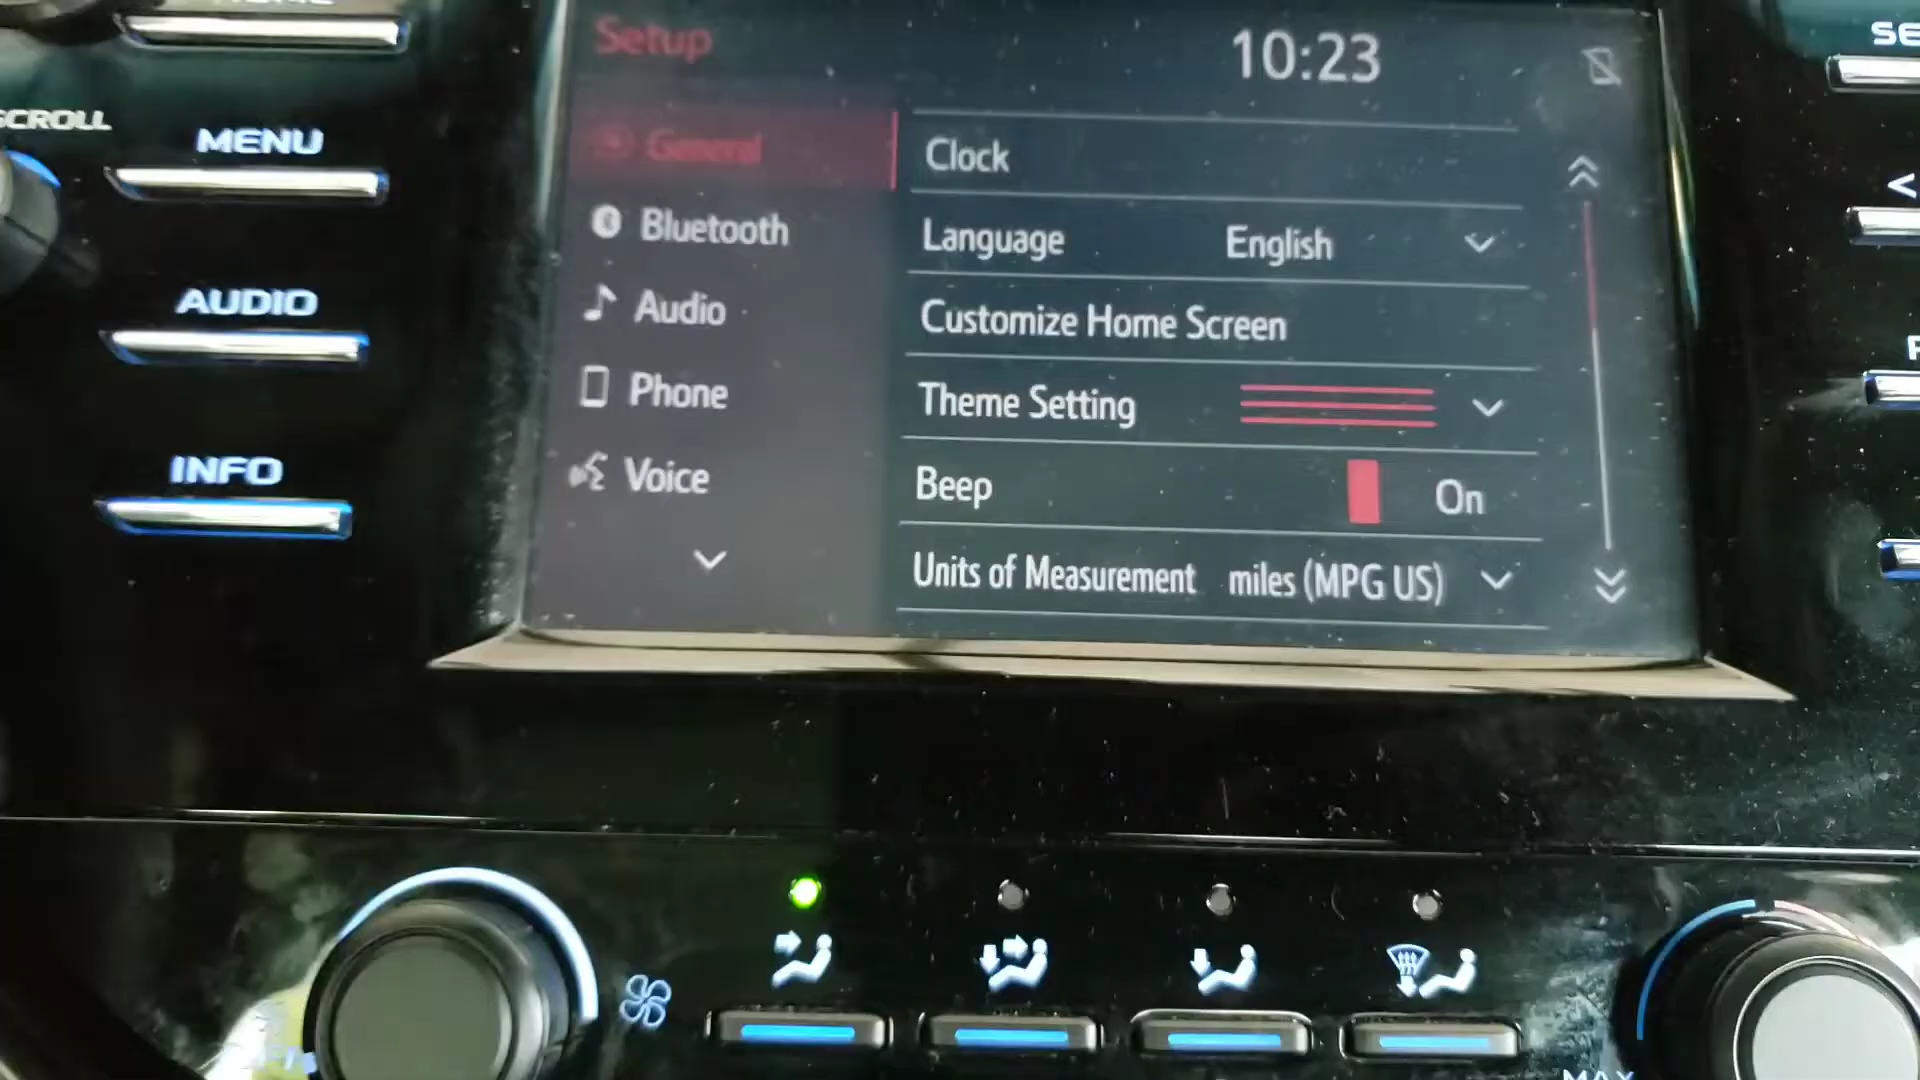 Setup
10:23
General
Bluetooth
Audio
Phone
Voice
Clock
Language English
Customize Home Screen
Theme Setting
Beep On
Units of Measurement miles (MPG US)
SCROLL
MENU
AUDIO
INFO
<
MAX